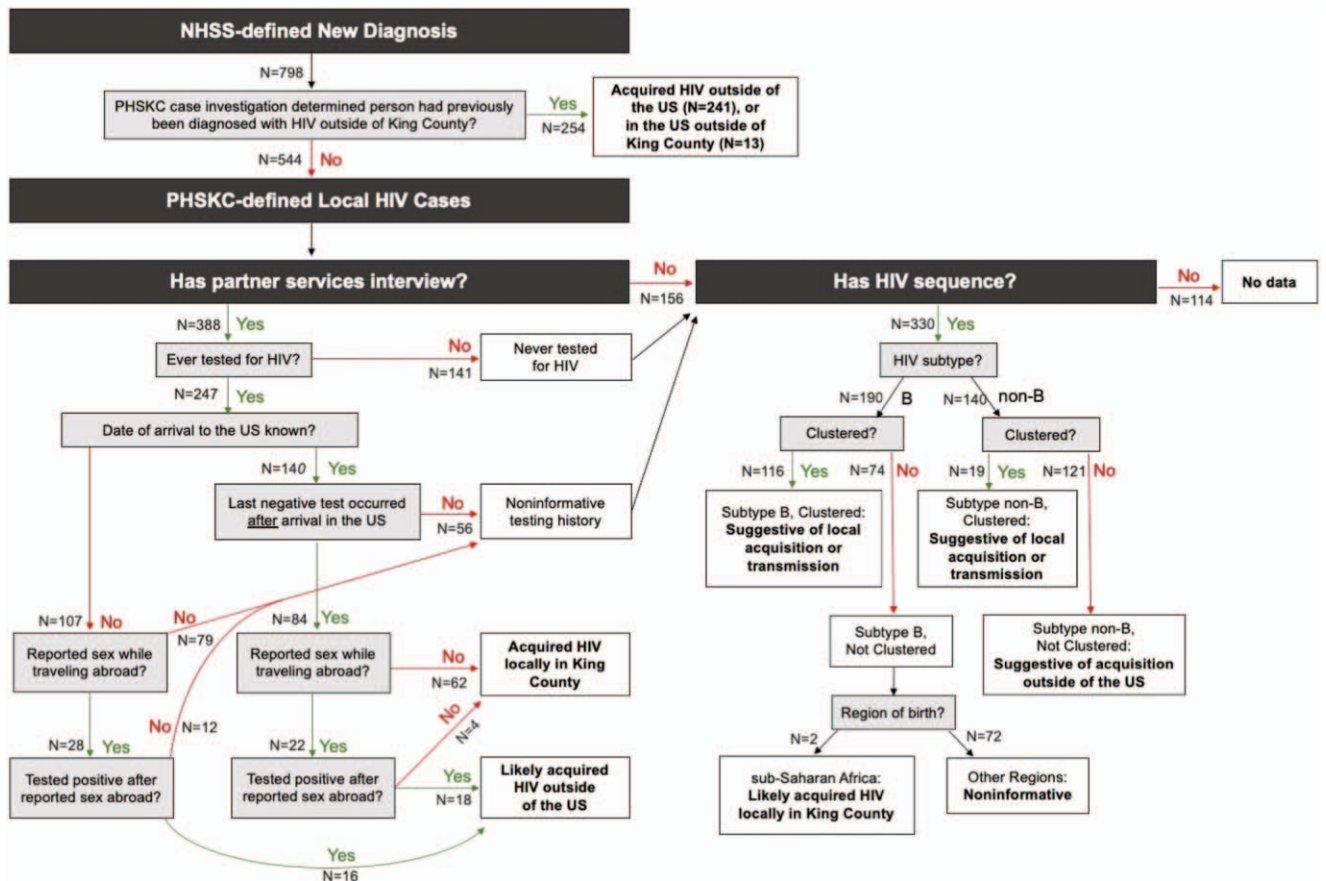 NHSS-defined New Diagnosis
N=798
PHSKC case investigation determined person had previously
been diagnosed with HIV outside of King County?
Yes
N=254
Acquired HIV outside of
the US (N=241), or
in the US outside of
King County (N=13)
N=544
No
PHSKC-defined Local HIV Cases
Has partner services interview?
No
N=156
Has HIV sequence?
No
N=114
No data
N=388
Yes
Ever tested for HIV?
No
N=141
Never tested
for HIV
N=247
Yes
Date of arrival to the US known?
N=140
Yes
Last negative test occurred
after arrival in the US
No
N=56
Noninformative
testing history
N=107
No
No
N=79
N=84
Yes
Reported sex while
traveling abroad?
Reported sex while
traveling abroad?
No
N=62
Acquired HIV
locally in King
County
N=28
Yes
No
N=12
N=22
Yes
No
N=4
Tested positive after
reported sex abroad?
Tested positive after
reported sex abroad?
Yes
N=18
Likely acquired
HIV outside
of the US
Yes
N=16
N=330
Yes
HIV subtype?
N=190
B
N=140
non-B
Clustered?
Clustered?
N=116
Yes
N=74
No
N=19
Yes
N=121
No
Subtype B, Clustered:
Suggestive of local
acquisition or
transmission
Subtype non-B,
Clustered:
Suggestive of local
acquisition or
transmission
Subtype B,
Not Clustered
Subtype non-B,
Not Clustered:
Suggestive of acquisition
outside of the US
Region of birth?
N=2
N=72
sub-Saharan Africa:
Likely acquired HIV
locally in King County
Other Regions:
Noninformative